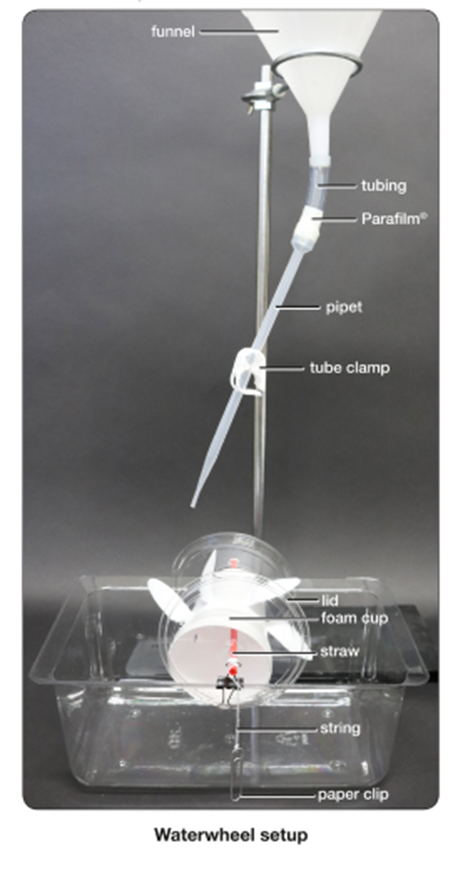 funnel
tubing
Parafilm®
pipet
tube clamp
lid
foam cup
straw
string
paper clip
Waterwheel setup